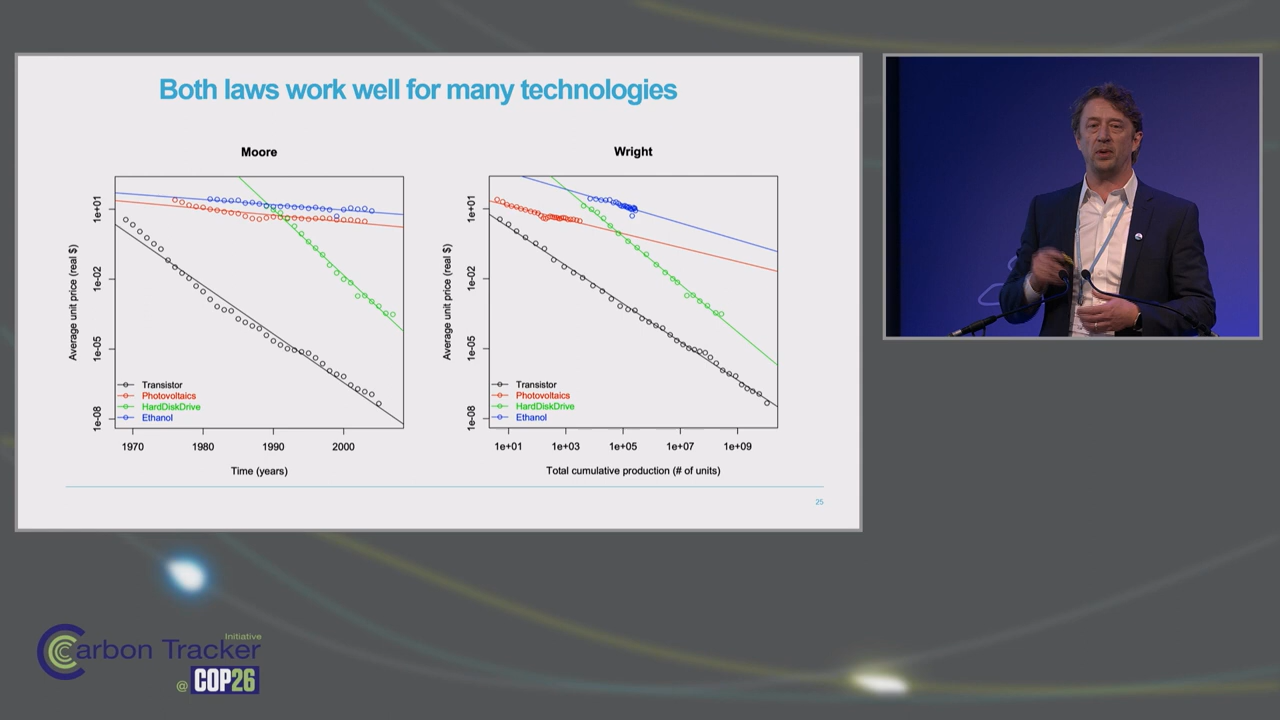 Both laws work well for many technologies
Moore
Average unit price (real $)
1e+01
1e-02
1e-05
1e-08
Transistor
Photovoltaics
HardDiskDrive
Ethanol
1970 1980 1990 2000
Time (years)
Wright
Average unit price (real $)
1e+01
1e-02
1e-05
1e-08
Transistor
Photovoltaics
HardDiskDrive
Ethanol
1e+01 1e+03 1e+05 1e+07 1e+09
Total cumulative production (# of units)
25
Initiative
Carbon Tracker
@ COP26